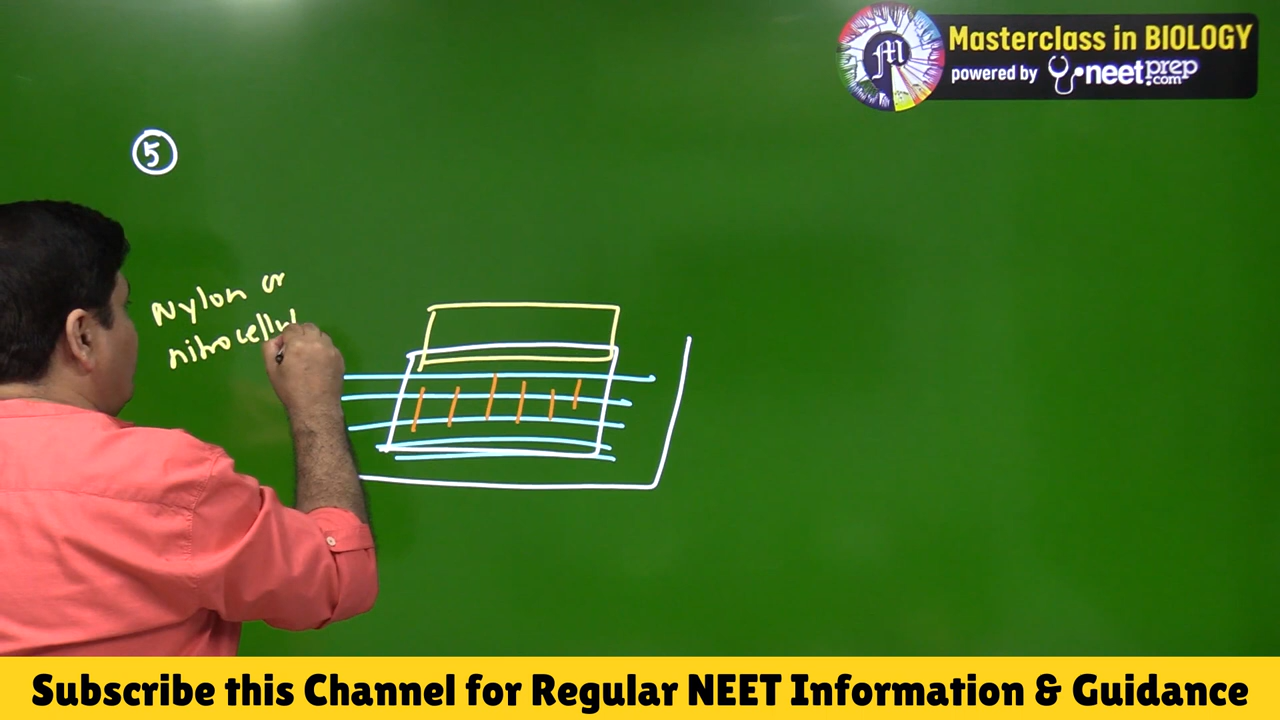 Masterclass in BIOLOGY
powered by neetprep.com
M
5
Nylon or
nitrocellul
Subscribe this Channel for Regular NEET Information & Guidance